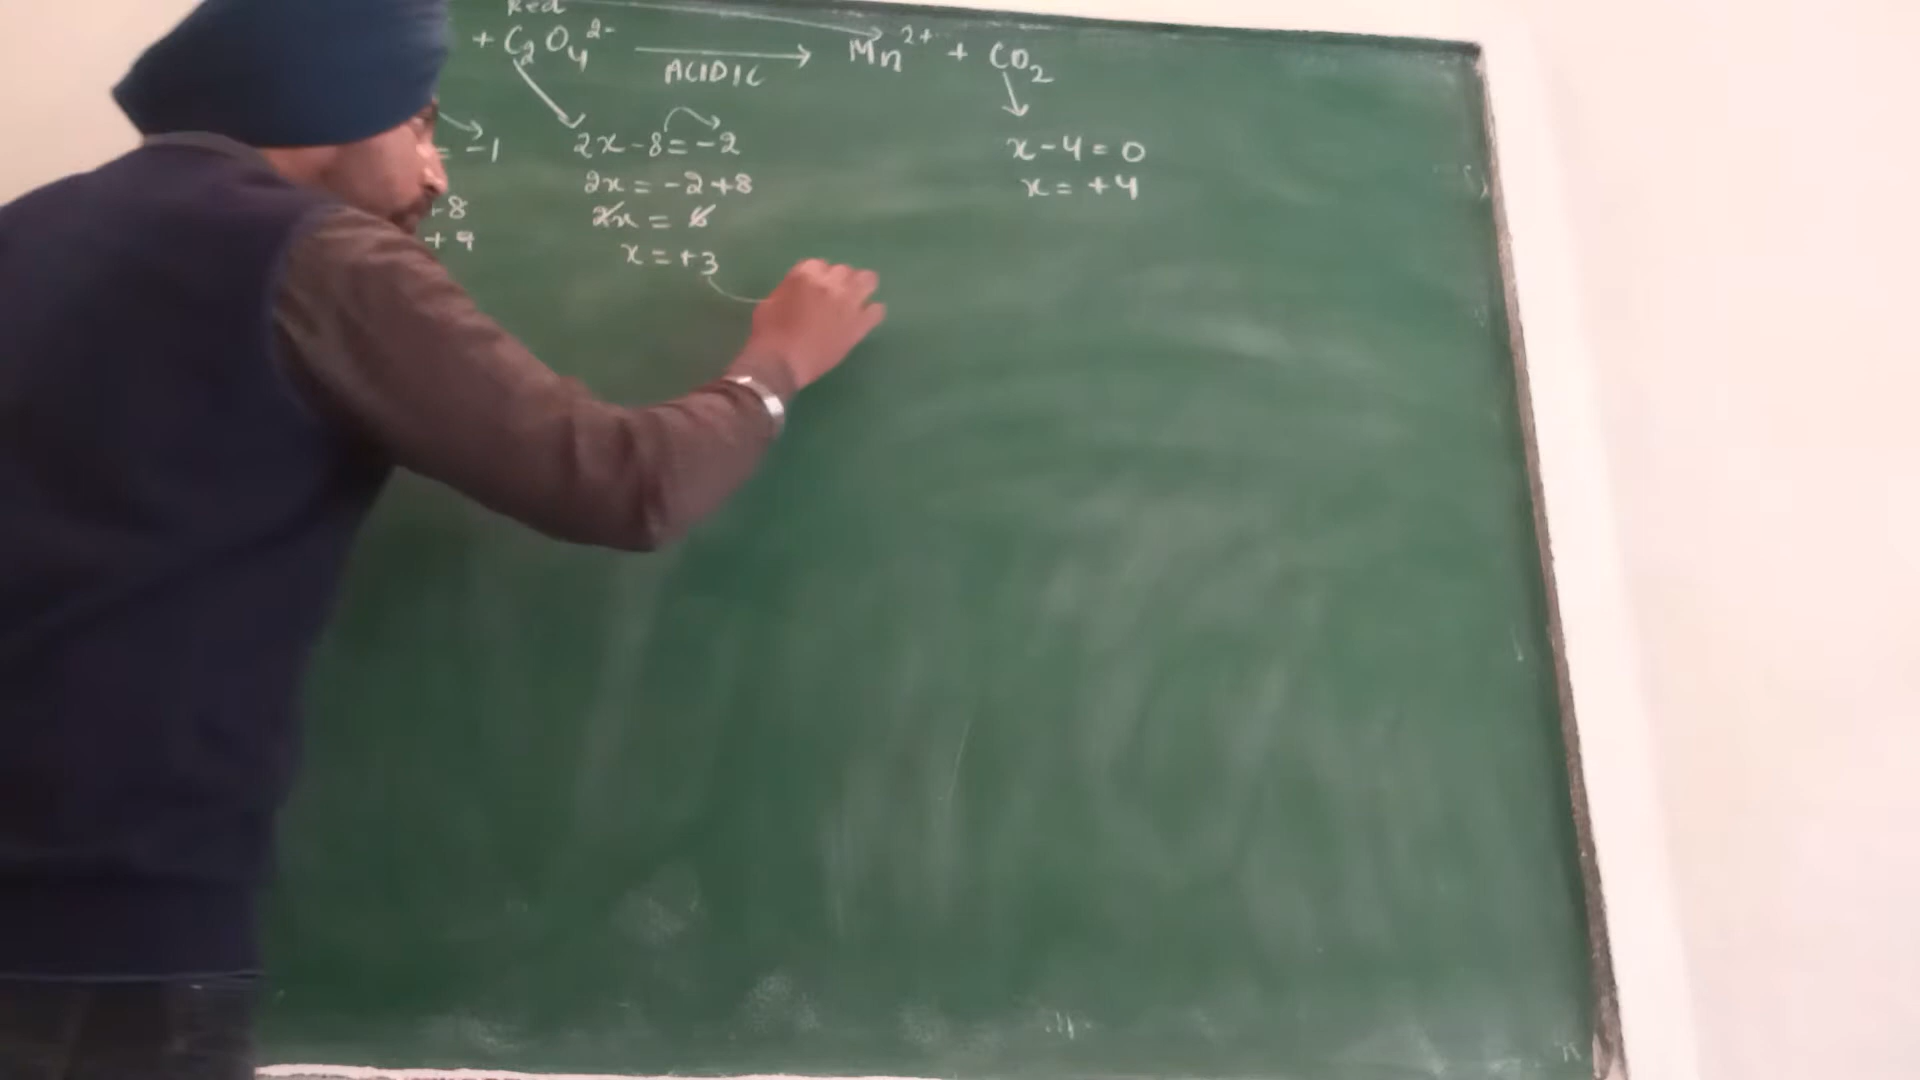 Red
+ C₂O₄²⁻ ⟶ Mn²⁺ + CO₂
ACIDIC
= -1
+8
+ 9
2x - 8 = -2
2x = -2 + 8
2x = 6
x = +3
x - 4 = 0
x = +4